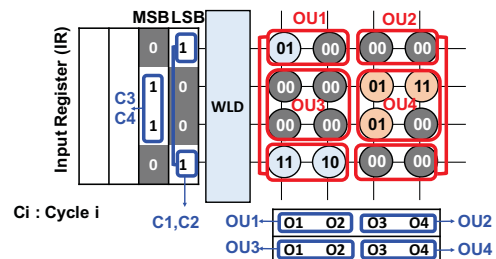 MSB LSB OU1 OU2
Input Register (IR)
0 1 01 00 00 00
C3 1 0 00 00 01 11
WLD OU3 OU4
C4 1 0 00 00 01 00
0 1 11 10 00 00
Ci : Cycle i
C1,C2
OU1 O1 O2 O3 O4 OU2
OU3 O1 O2 O3 O4 OU4